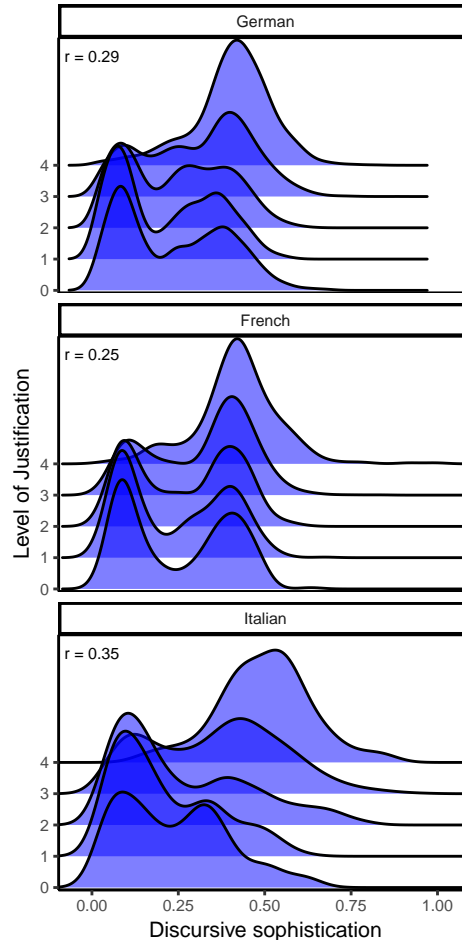 German
r = 0.29
4
3
2
1
0
French
r = 0.25
4
3
2
1
0
Italian
r = 0.35
4
3
2
1
0
Level of Justification
0.00 0.25 0.50 0.75 1.00
Discursive sophistication